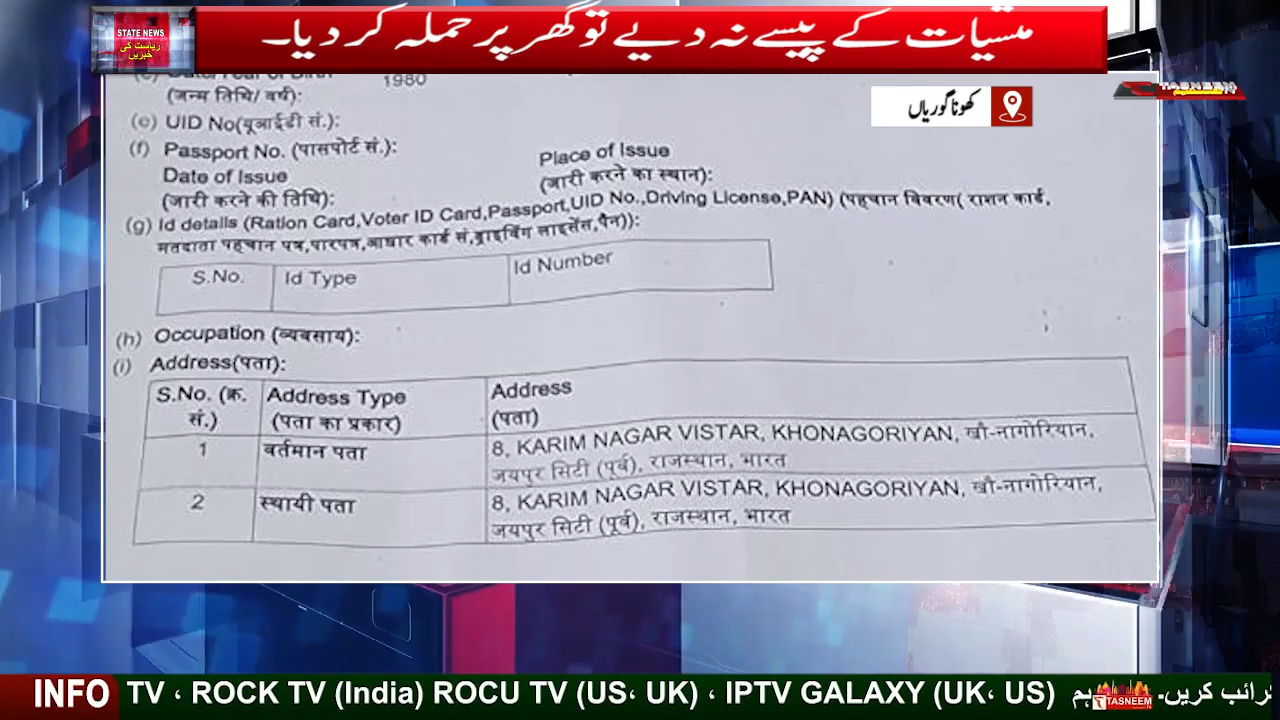 STATE NEWS
ریاست کی
خبریں
منشیات کے پیسے نہ دیے تو گھر پر حملہ کر دیا۔
TASNEEM
کھوناگوریاں
1980
(जन्म तिथि/ वर्ष):
(e) UID No(यूआईडी सं.):
(f) Passport No. (पासपोर्ट सं.):
Date of Issue
Place of Issue
(जारी करने की तिथि):
(जारी करने का स्थान):
(g) Id details (Ration Card,Voter ID Card,Passport,UID No.,Driving License,PAN) (पहचान विवरण( राशन कार्ड,
मतदाता पहचान पत्र,पारपत्र,आधार कार्ड सं,ड्राइविंग लाइसेंस,पैन)):
S.No. Id Type Id Number
(h) Occupation (व्यवसाय):
(i) Address(पता):
S.No. (क्र. Address Type Address
सं.) (पता का प्रकार) (पता)
1 वर्तमान पता 8, KARIM NAGAR VISTAR, KHONAGORIYAN, खौ-नागोरियान,
जयपुर सिटी (पूर्व), राजस्थान, भारत
2 स्थायी पता 8, KARIM NAGAR VISTAR, KHONAGORIYAN, खौ-नागोरियान,
जयपुर सिटी (पूर्व), राजस्थान, भारत
INFO TV ، ROCK TV (India) ROCU TV (US، UK) ، IPTV GALAXY (UK، US) ہم
TASNEEM
کریں۔